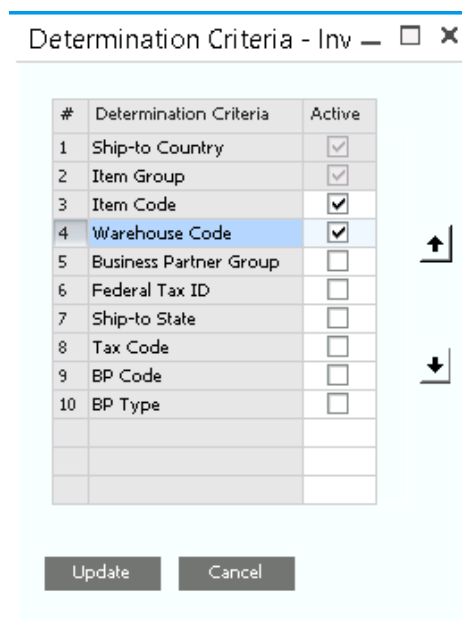 Determination Criteria - Inv
# Determination Criteria Active
1 Ship-to Country
2 Item Group
3 Item Code
4 Warehouse Code
5 Business Partner Group
6 Federal Tax ID
7 Ship-to State
8 Tax Code
9 BP Code
10 BP Type
Update Cancel